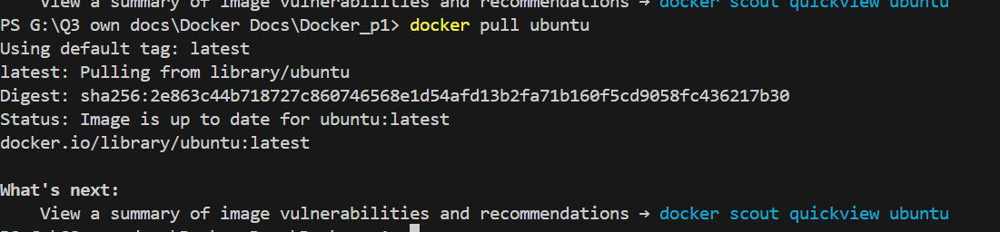 View a summary of image vulnerabilities and recommendations → docker scout quickview ubuntu
PS G:\Q3 own docs\Docker Docs\Docker_p1> docker pull ubuntu
Using default tag: latest
latest: Pulling from library/ubuntu
Digest: sha256:2e863c44b718727c860746568e1d54afd13b2fa71b160f5cd9058fc436217b30
Status: Image is up to date for ubuntu:latest
docker.io/library/ubuntu:latest
What's next:
View a summary of image vulnerabilities and recommendations → docker scout quickview ubuntu